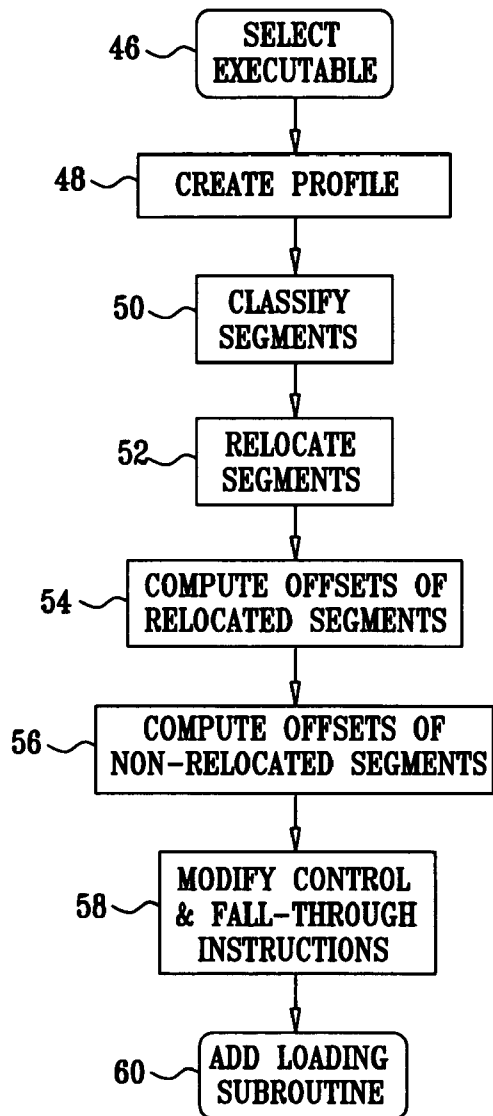 46
SELECT
EXECUTABLE
48
CREATE PROFILE
50
CLASSIFY
SEGMENTS
52
RELOCATE
SEGMENTS
54
COMPUTE OFFSETS OF
RELOCATED SEGMENTS
56
COMPUTE OFFSETS OF
NON-RELOCATED SEGMENTS
58
MODIFY CONTROL
& FALL-THROUGH
INSTRUCTIONS
60
ADD LOADING
SUBROUTINE